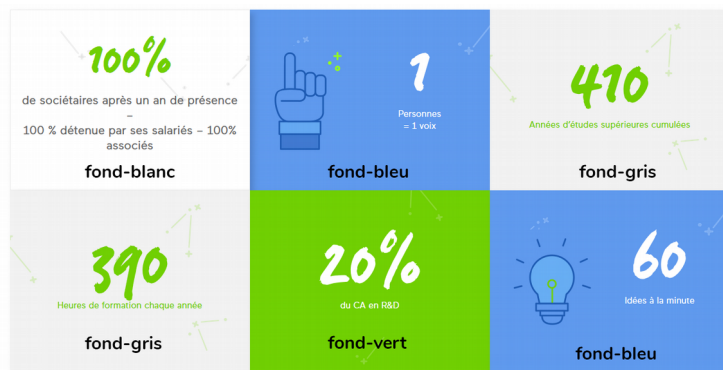 100%
de sociétaires après un an de présence
–
100 % détenue par ses salariés – 100%
associés
fond-blanc
1
Personnes
= 1 voix
fond-bleu
410
Années d'études supérieures cumulées
fond-gris
390
Heures de formation chaque année
fond-gris
20%
du CA en R&D
fond-vert
60
Idées à la minute
fond-bleu